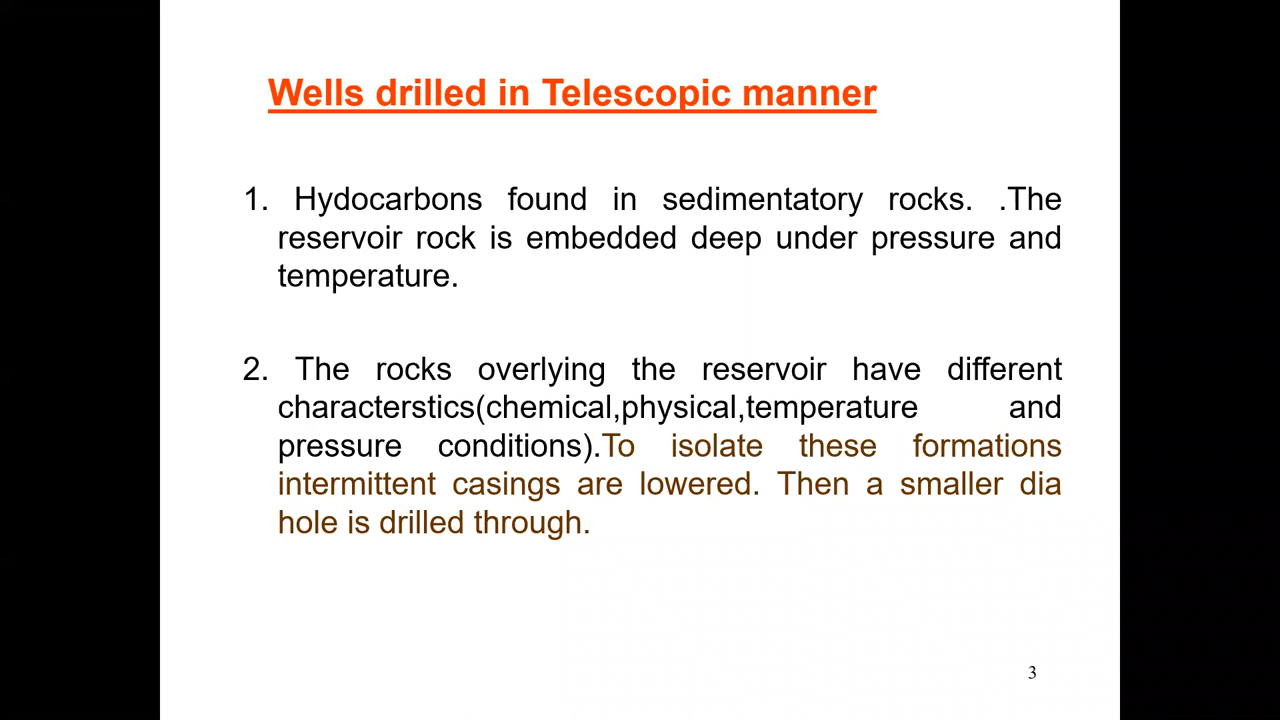 Wells drilled in Telescopic manner
1. Hydocarbons found in sedimentatory rocks. .The
reservoir rock is embedded deep under pressure and
temperature.
2. The rocks overlying the reservoir have different
characterstics(chemical,physical,temperature and
pressure conditions).To isolate these formations
intermittent casings are lowered. Then a smaller dia
hole is drilled through.
3